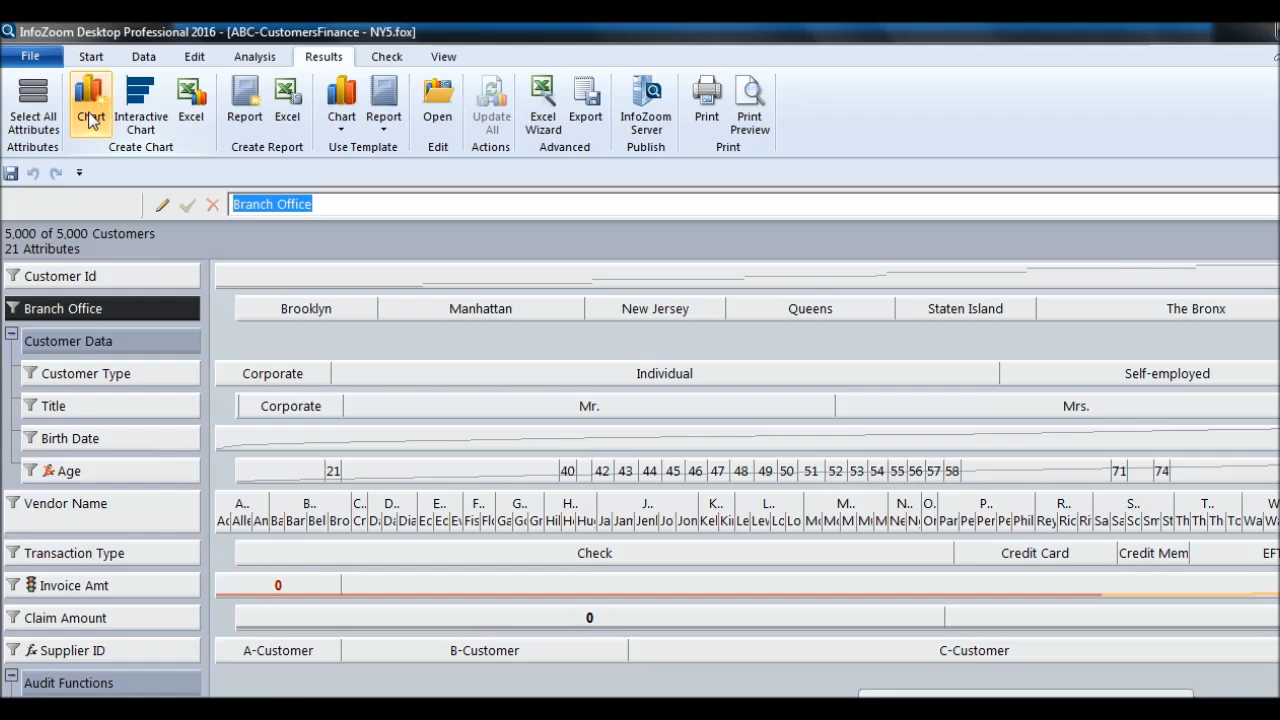 InfoZoom Desktop Professional 2016 - [ABC-CustomersFinance - NY5.fox]
File Start Data Edit Analysis Results Check View
Select All Attributes Chart Interactive Chart Excel Report Excel Chart Report Open Update All Excel Wizard Export InfoZoom Server Print Print Preview
Attributes Create Chart Create Report Use Template Edit Actions Advanced Publish Print
Branch Office
5,000 of 5,000 Customers
21 Attributes
Customer Id
Branch Office Brooklyn Manhattan New Jersey Queens Staten Island The Bronx
Customer Data
Customer Type Corporate Individual Self-employed
Title Corporate Mr. Mrs.
Birth Date
Age 21 40 42 43 44 45 46 47 48 49 50 51 52 53 54 55 56 57 58 71 74
Vendor Name A.. B.. C.. D.. E.. F.. G.. H.. J.. K.. L.. M.. N.. O. P.. R.. S.. T..
Transaction Type Check Credit Card Credit Mem
Invoice Amt 0
Claim Amount 0
Supplier ID A-Customer B-Customer C-Customer
Audit Functions